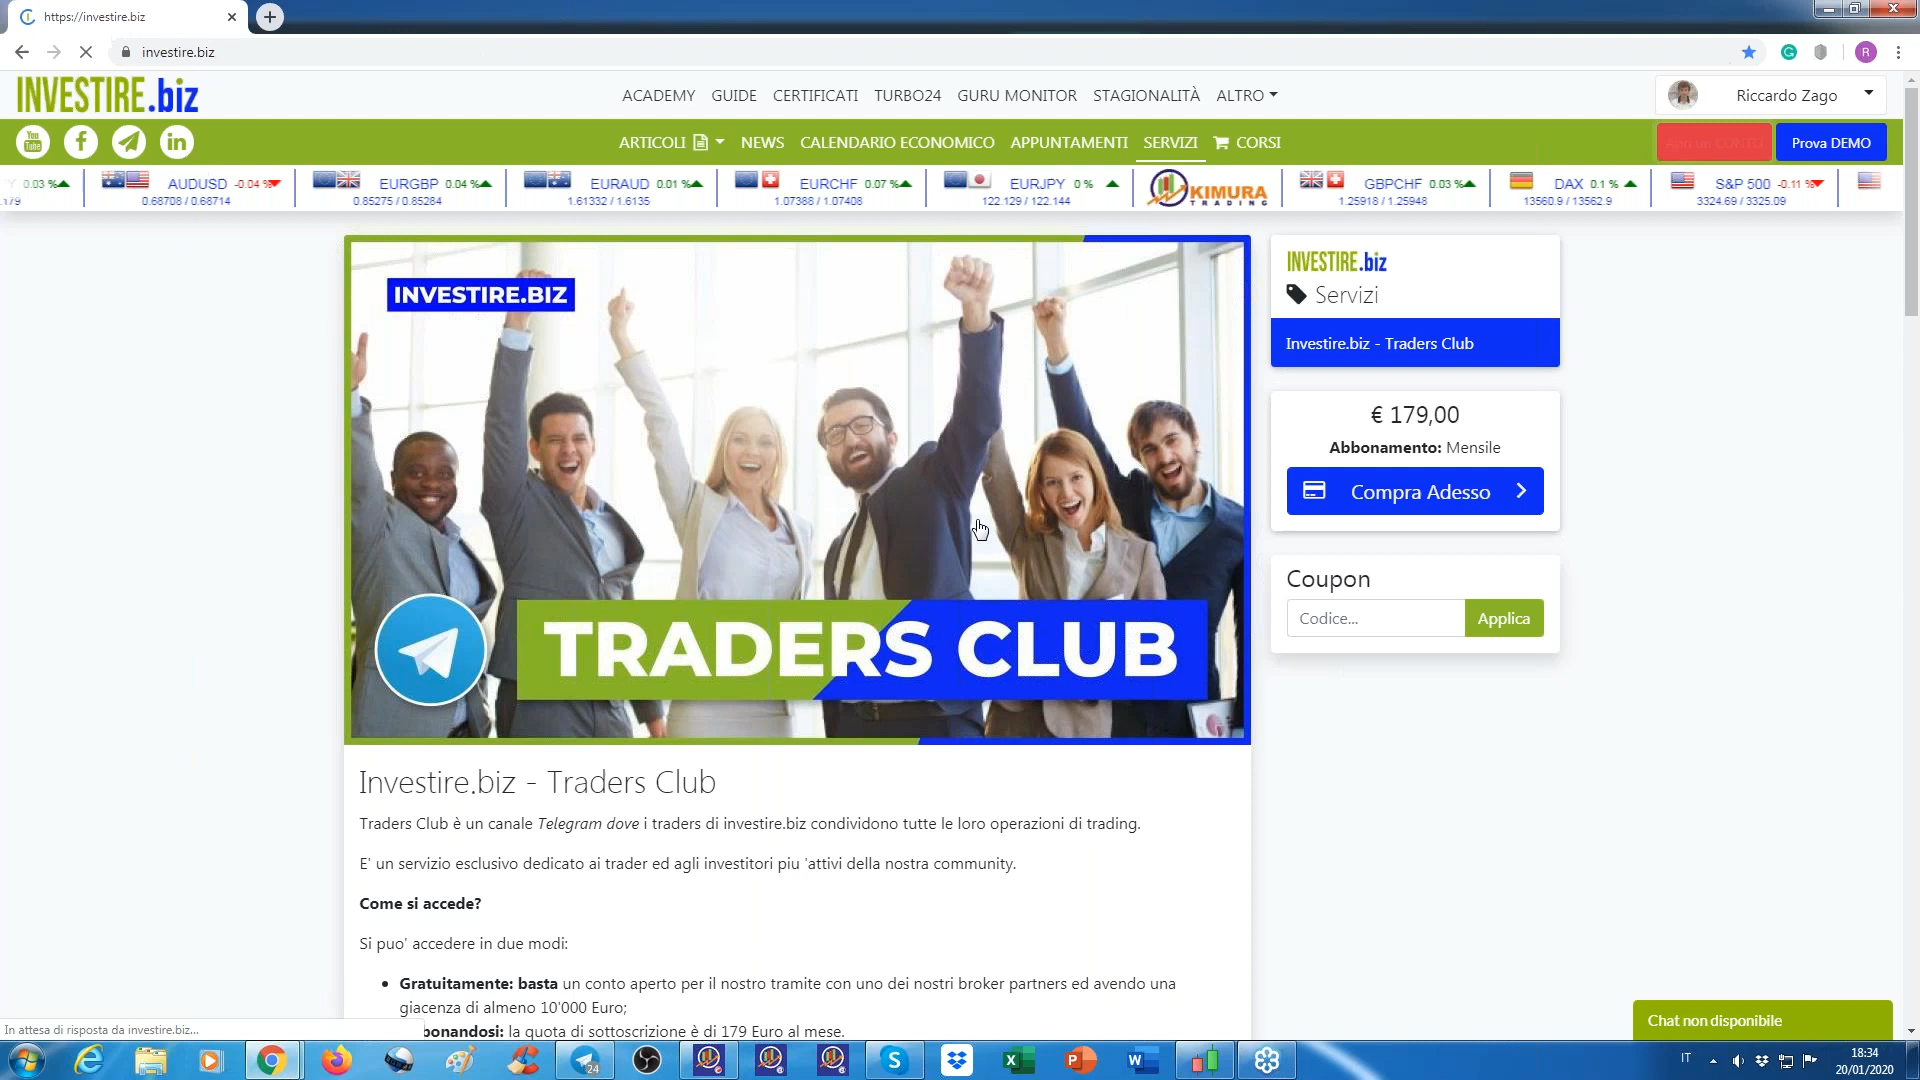 https://investire.biz
investire.biz
INVESTIRE.biz
ACADEMY GUIDE CERTIFICATI TURBO24 GURU MONITOR STAGIONALITÀ ALTRO
Riccardo Zago
You Tube
ARTICOLI NEWS CALENDARIO ECONOMICO APPUNTAMENTI SERVIZI CORSI
Prova DEMO
0.03 % AUDUSD -0.04 % EURGBP 0.04 % EURAUD 0.01 % EURCHF 0.07 % EURJPY 0 % KIMURA TRADING GBPCHF 0.03 % DAX 0.1 % S&P 500 -0.11 %
0.68708 / 0.68714 0.85275 / 0.85284 1.61332 / 1.6135 1.07388 / 1.07408 122.129 / 122.144 1.25918 / 1.25948 13560.9 / 13562.9 3324.69 / 3325.09
INVESTIRE.BIZ
TRADERS CLUB
Investire.biz - Traders Club
Traders Club è un canale Telegram dove i traders di investire.biz condividono tutte le loro operazioni di trading.
E' un servizio esclusivo dedicato ai trader ed agli investitori piu 'attivi della nostra community.
Come si accede?
Si puo' accedere in due modi:
Gratuitamente: basta un conto aperto per il nostro tramite con uno dei nostri broker partners ed avendo una
giacenza di almeno 10'000 Euro;
bonandosi: la quota di sottoscrizione è di 179 Euro al mese.
INVESTIRE.biz
Servizi
Investire.biz - Traders Club
€ 179,00
Abbonamento: Mensile
Compra Adesso
Coupon
Codice...
Applica
Chat non disponibile
In attesa di risposta da investire.biz...
24
IT
18:34
20/01/2020